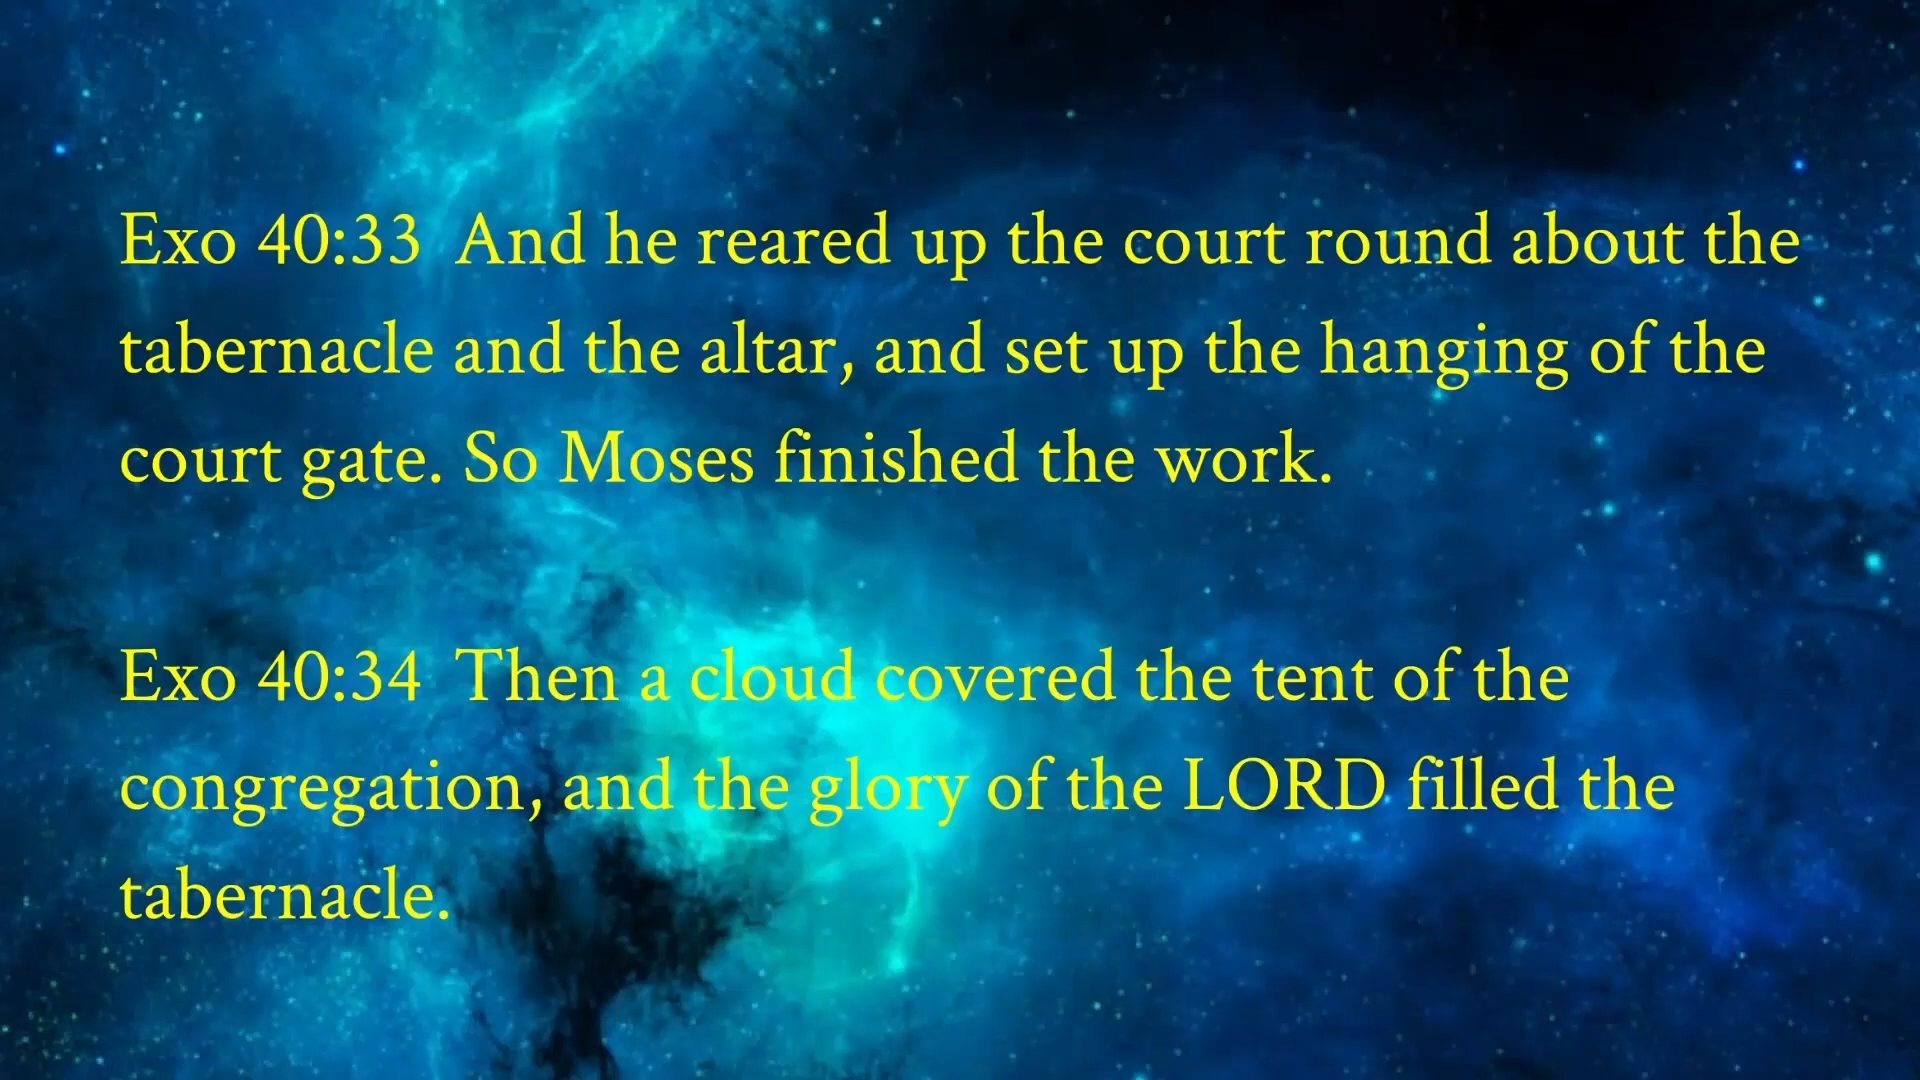 Exo 40:33  And he reared up the court round about the
tabernacle and the altar, and set up the hanging of the
court gate. So Moses finished the work.
Exo 40:34  Then a cloud covered the tent of the
congregation, and the glory of the LORD filled the
tabernacle.